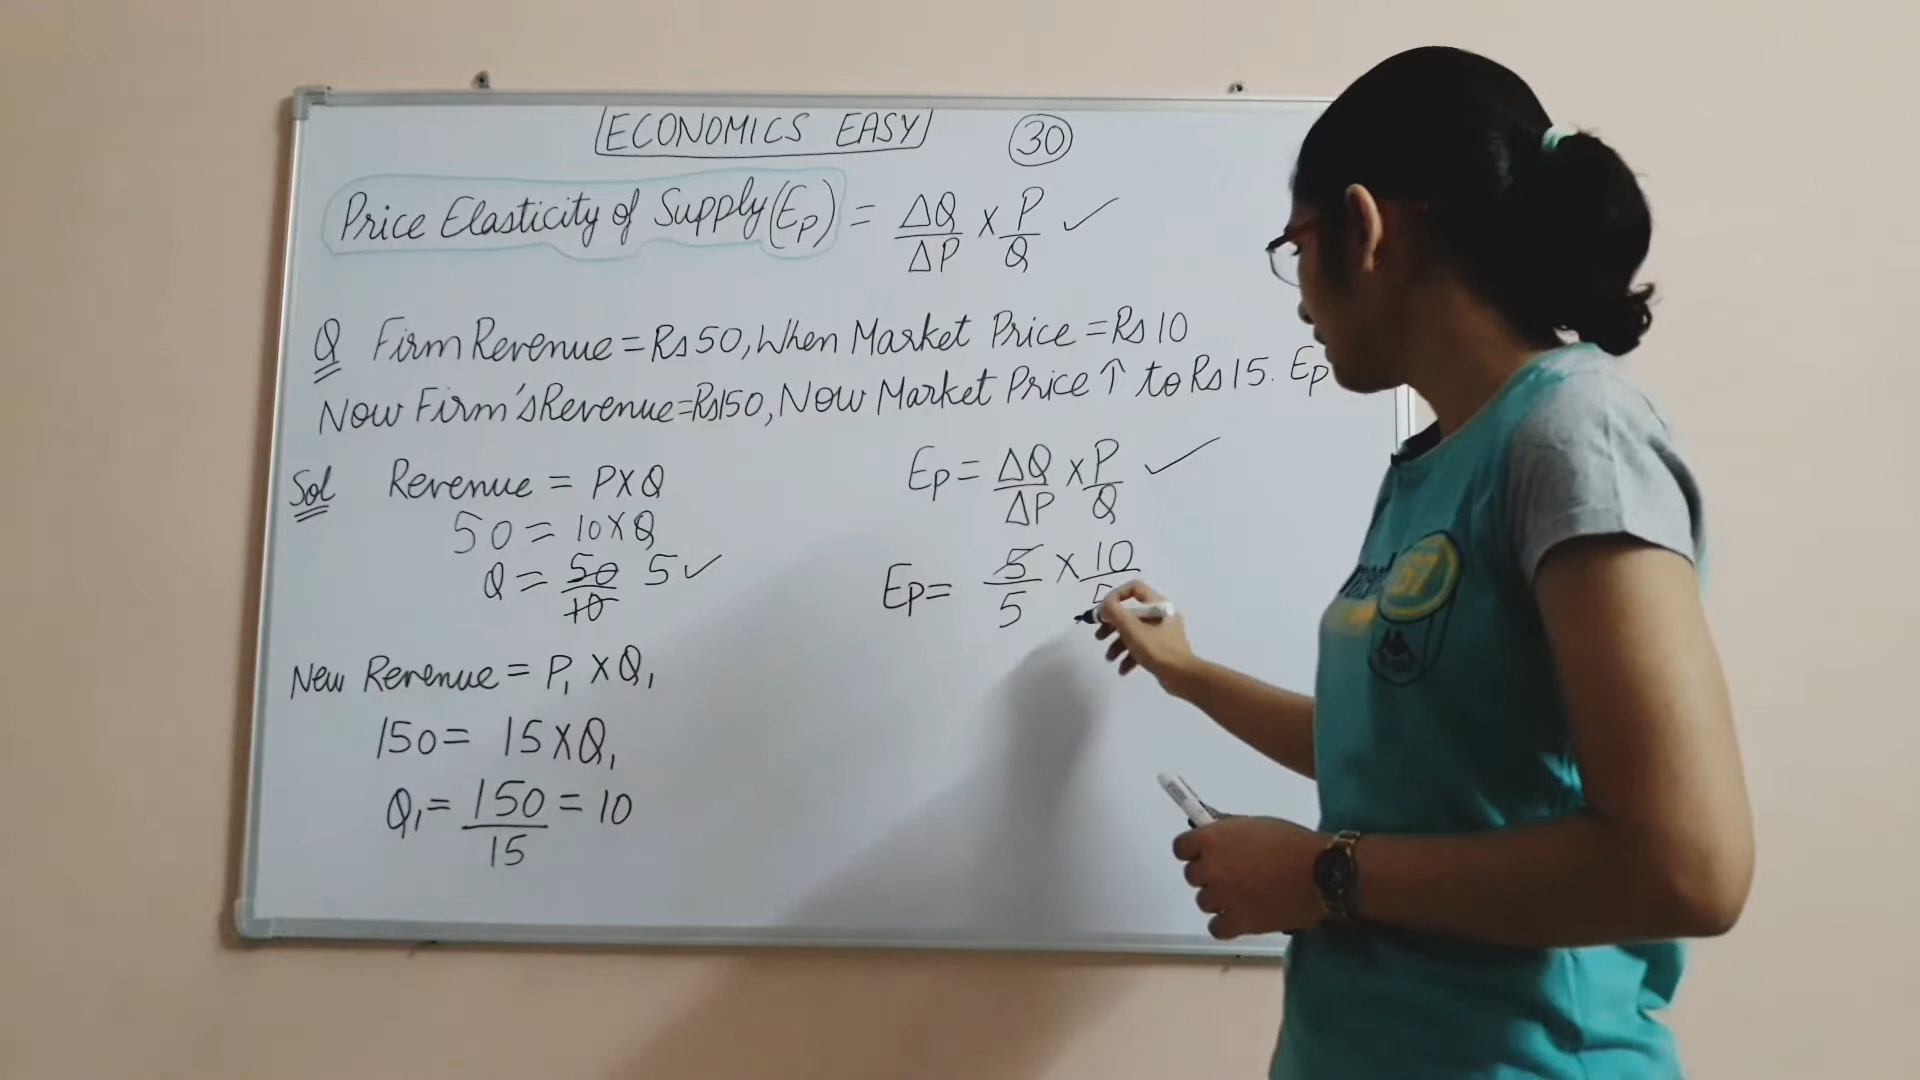 ECONOMICS EASY 30
Price Elasticity of Supply (Ep) = ΔQ/ΔP × P/Q ✓
Q Firm Revenue = Rs 50, When Market Price = Rs 10
Now Firm's Revenue = Rs150, Now Market Price ↑ to Rs 15. Ep
Sol Revenue = P×Q
50 = 10×Q
Q = 50/10 5 ✓
New Revenue = P₁ × Q₁
150 = 15 × Q₁
Q₁ = 150/15 = 10
Ep = ΔQ/ΔP × P/Q ✓
Ep = 5/5 × 10/5